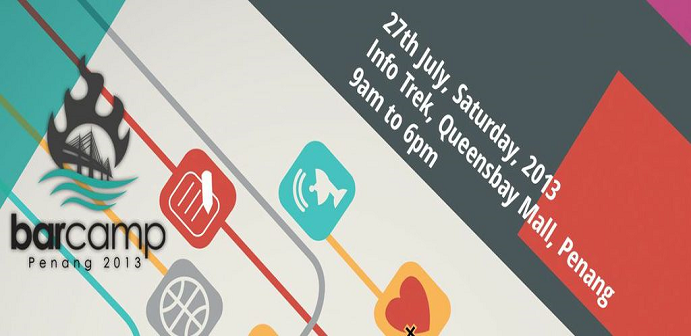 27th July, Saturday, 2013
Info Trek, Queensbay Mall, Penang
9am to 6pm
barcamp
Penang 2013